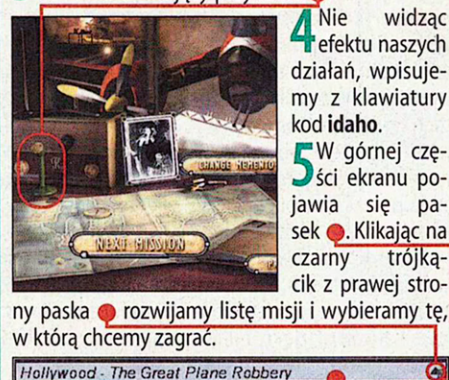 4 Nie widząc
efektu naszych
działań, wpisuje-
my z klawiatury
kod idaho.
CHANGE MEMENTO
NEXT MISSION
5 W górnej czę-
ści ekranu po-
jawia się pa-
sek . Klikając na
czarny trójką-
cik z prawej stro-
ny paska rozwijamy listę misji i wybieramy tę,
w którą chcemy zagrać.
Hollywood - The Great Plane Robbery